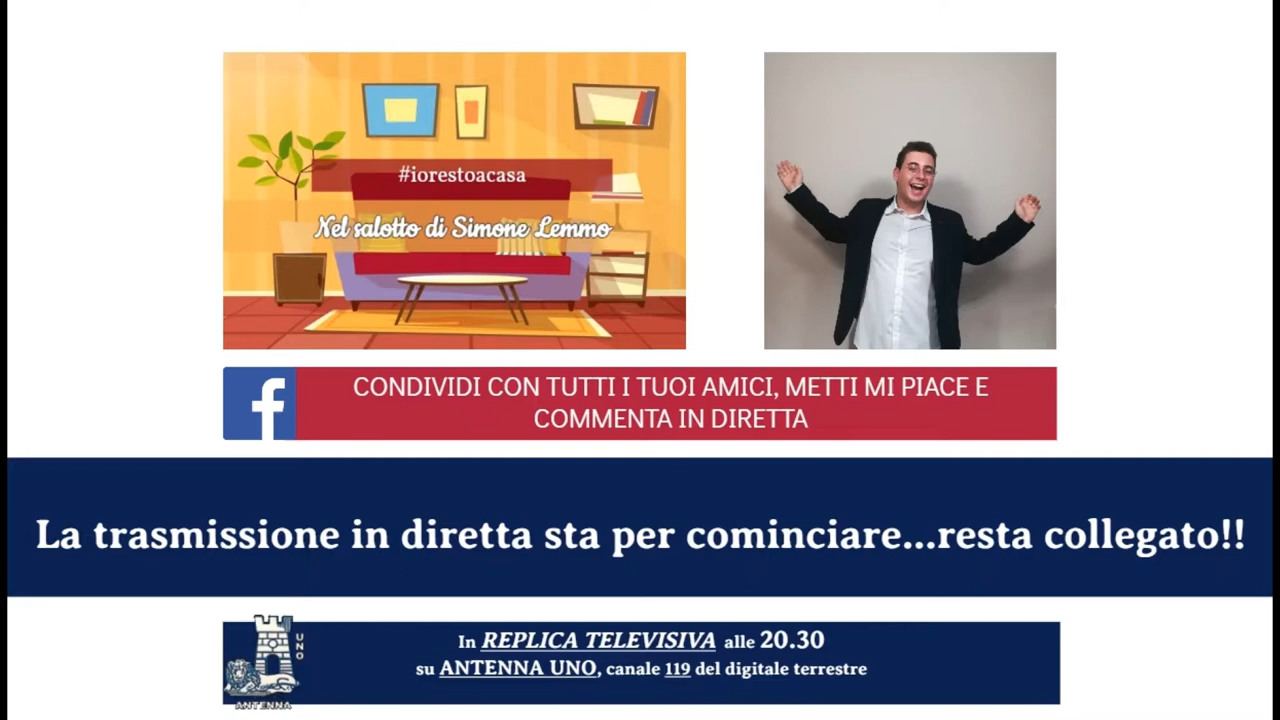 #iorestoacasa
Nel salotto di Simone Lemmo
f
CONDIVIDI CON TUTTI I TUOI AMICI, METTI MI PIACE E
COMMENTA IN DIRETTA
La trasmissione in diretta sta per cominciare...resta collegato!!
In REPLICA TELEVISIVA alle 20.30
su ANTENNA UNO, canale 119 del digitale terrestre
UNO
ANTENNA